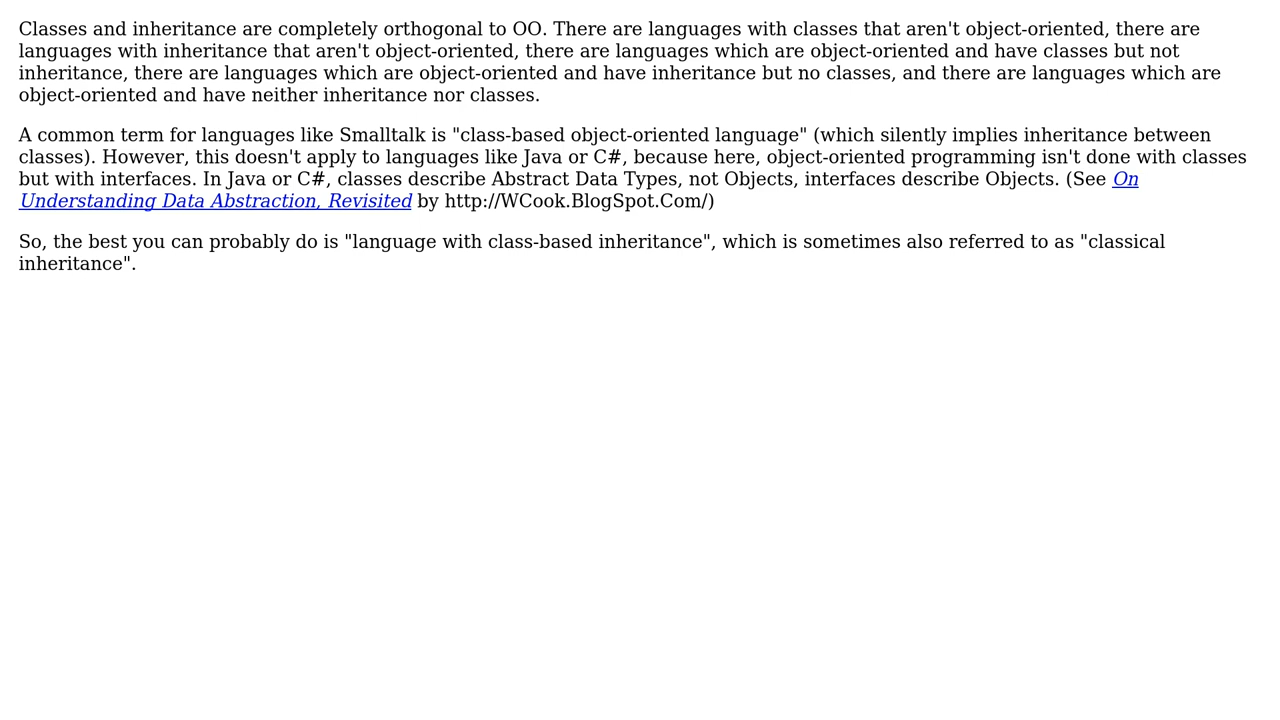 Classes and inheritance are completely orthogonal to OO. There are languages with classes that aren't object-oriented, there are
languages with inheritance that aren't object-oriented, there are languages which are object-oriented and have classes but not
inheritance, there are languages which are object-oriented and have inheritance but no classes, and there are languages which are
object-oriented and have neither inheritance nor classes.
A common term for languages like Smalltalk is "class-based object-oriented language" (which silently implies inheritance between
classes). However, this doesn't apply to languages like Java or C#, because here, object-oriented programming isn't done with classes
but with interfaces. In Java or C#, classes describe Abstract Data Types, not Objects, interfaces describe Objects. (See On
Understanding Data Abstraction, Revisited by http://WCook.BlogSpot.Com/)
So, the best you can probably do is "language with class-based inheritance", which is sometimes also referred to as "classical
inheritance".